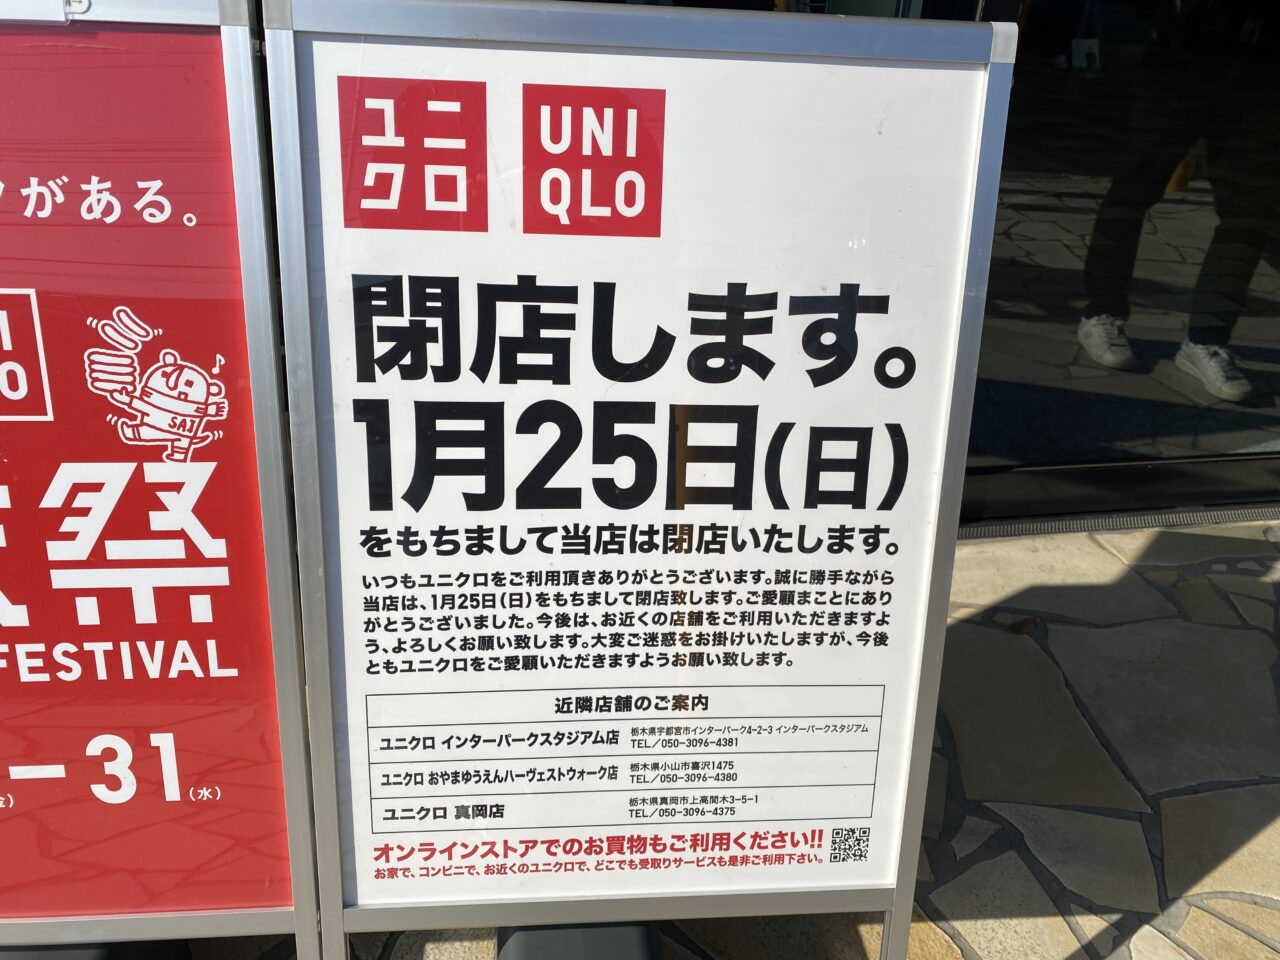 ツがある。
UNI
QLO
SAJ
祭
FESTIVAL
-31(水)
ユニ
クロ
UNI
QLO
閉店します。
1月25日(日)
をもちまして当店は閉店いたします。
いつもユニクロをご利用頂きありがとうございます。誠に勝手ながら
当店は、1月25日(日)をもちまして閉店致します。ご愛顧まことにあり
がとうございました。今後は、お近くの店舗をご利用いただきますよ
う、よろしくお願い致します。大変ご迷惑をお掛けいたしますが、今後
ともユニクロをご愛顧いただきますようお願い致します。
近隣店舗のご案内
ユニクロ インターパークスタジアム店
栃木県宇都宮市インターパーク4-2-3 インターパークスタジアム
TEL/050-3096-4381
ユニクロ おやまゆうえんハーヴェストウォーク店
栃木県小山市喜沢1475
TEL/050-3096-4380
ユニクロ 真岡店
栃木県真岡市上高間木3-5-1
TEL/050-3096-4375
オンラインストアでのお買物もご利用ください!!
お家で、コンビニで、お近くのユニクロで、どこでも受取りサービスも是非ご利用下さい。